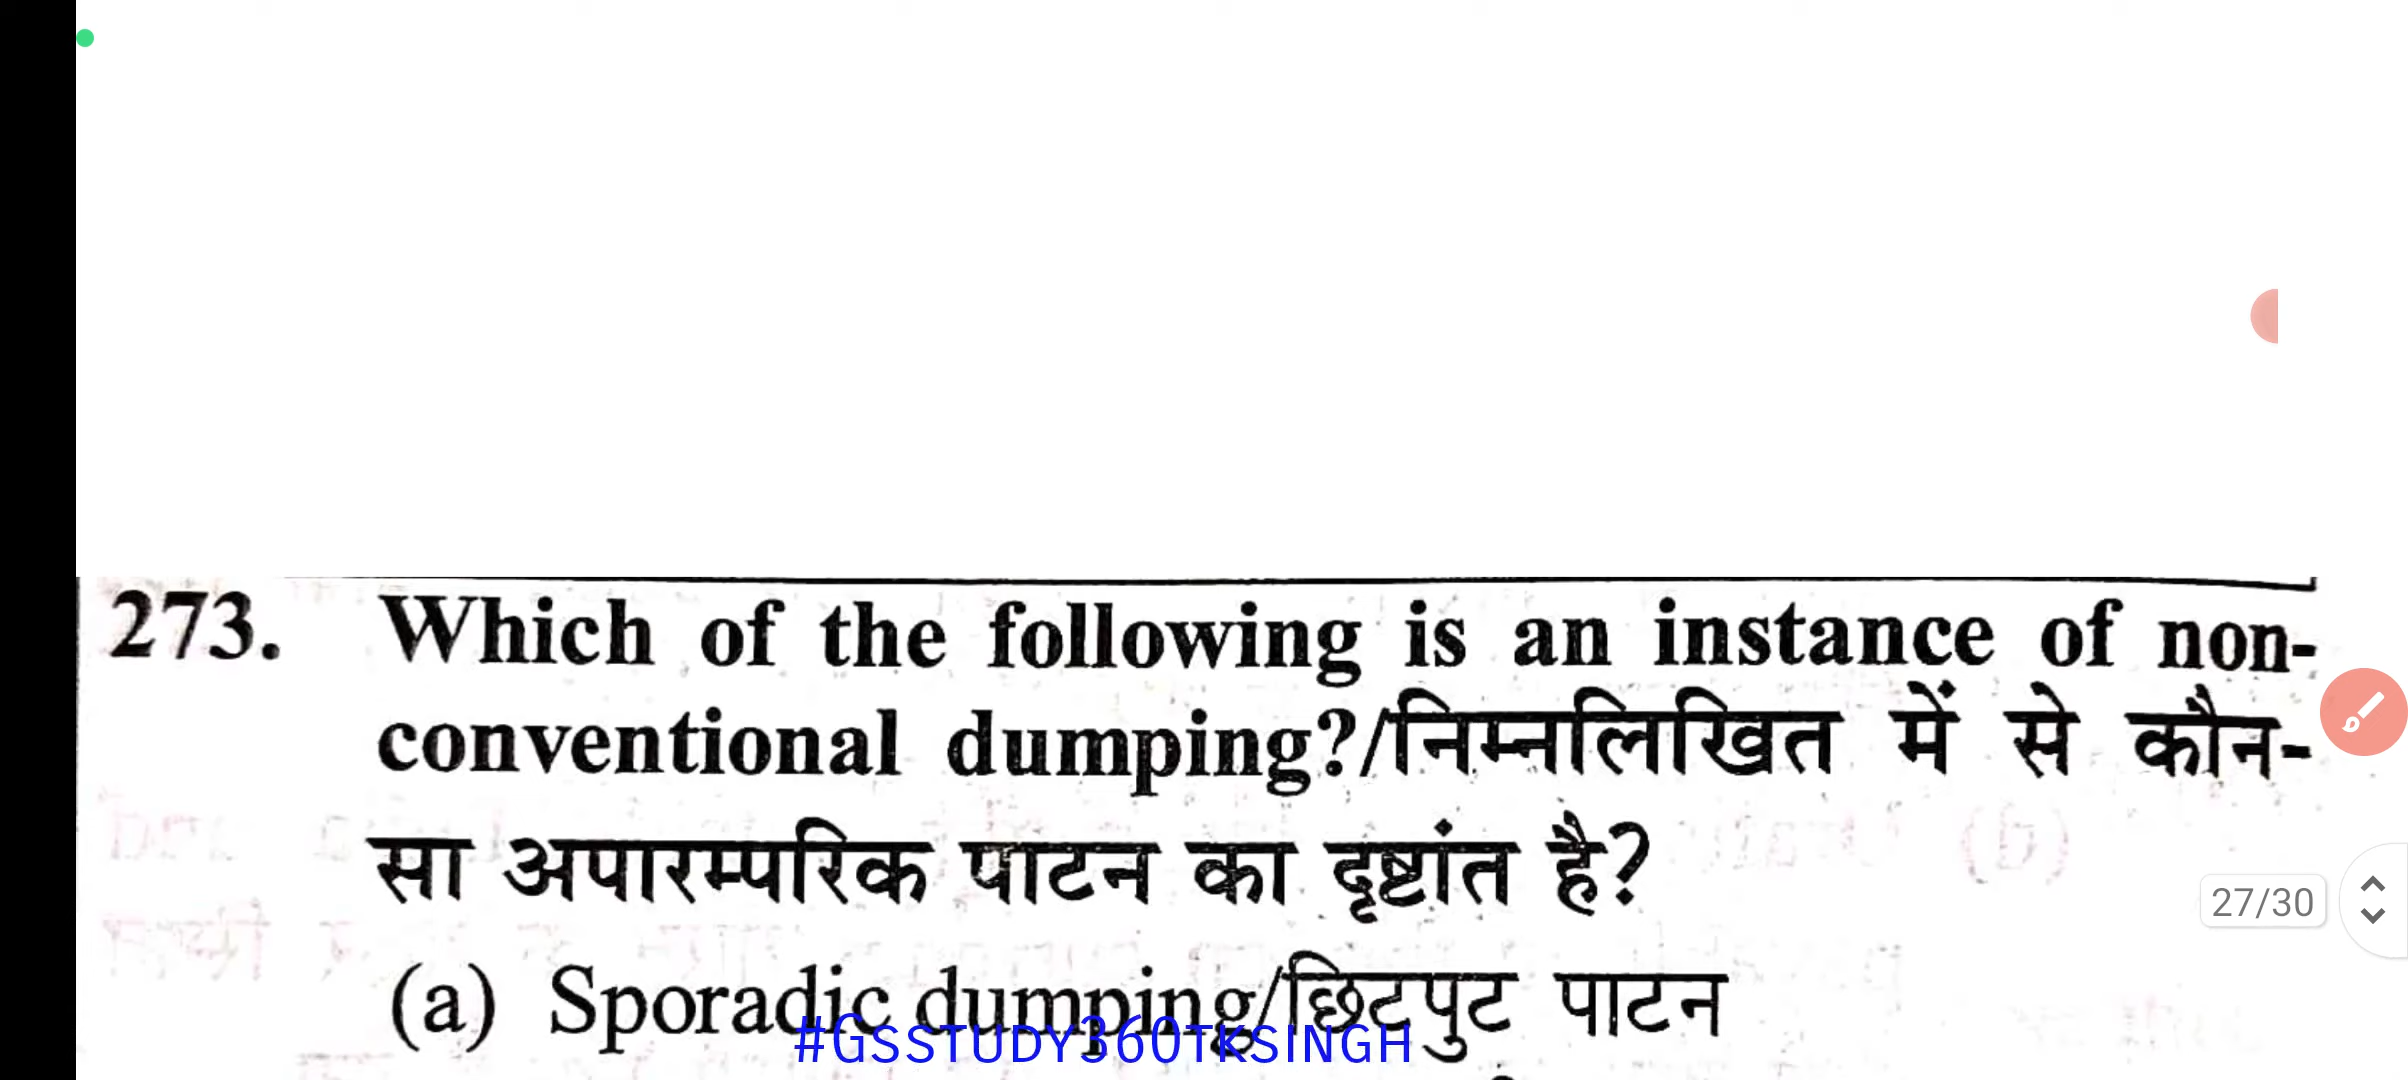 273. Which of the following is an instance of non-
conventional dumping?/निम्नलिखित में से कौन-
सा अपारम्परिक पाटन का दृष्टांत है?
27/30
(a) Sporadic dumping/छिटपुट पाटन
#GSSTUDY360TKSINGH